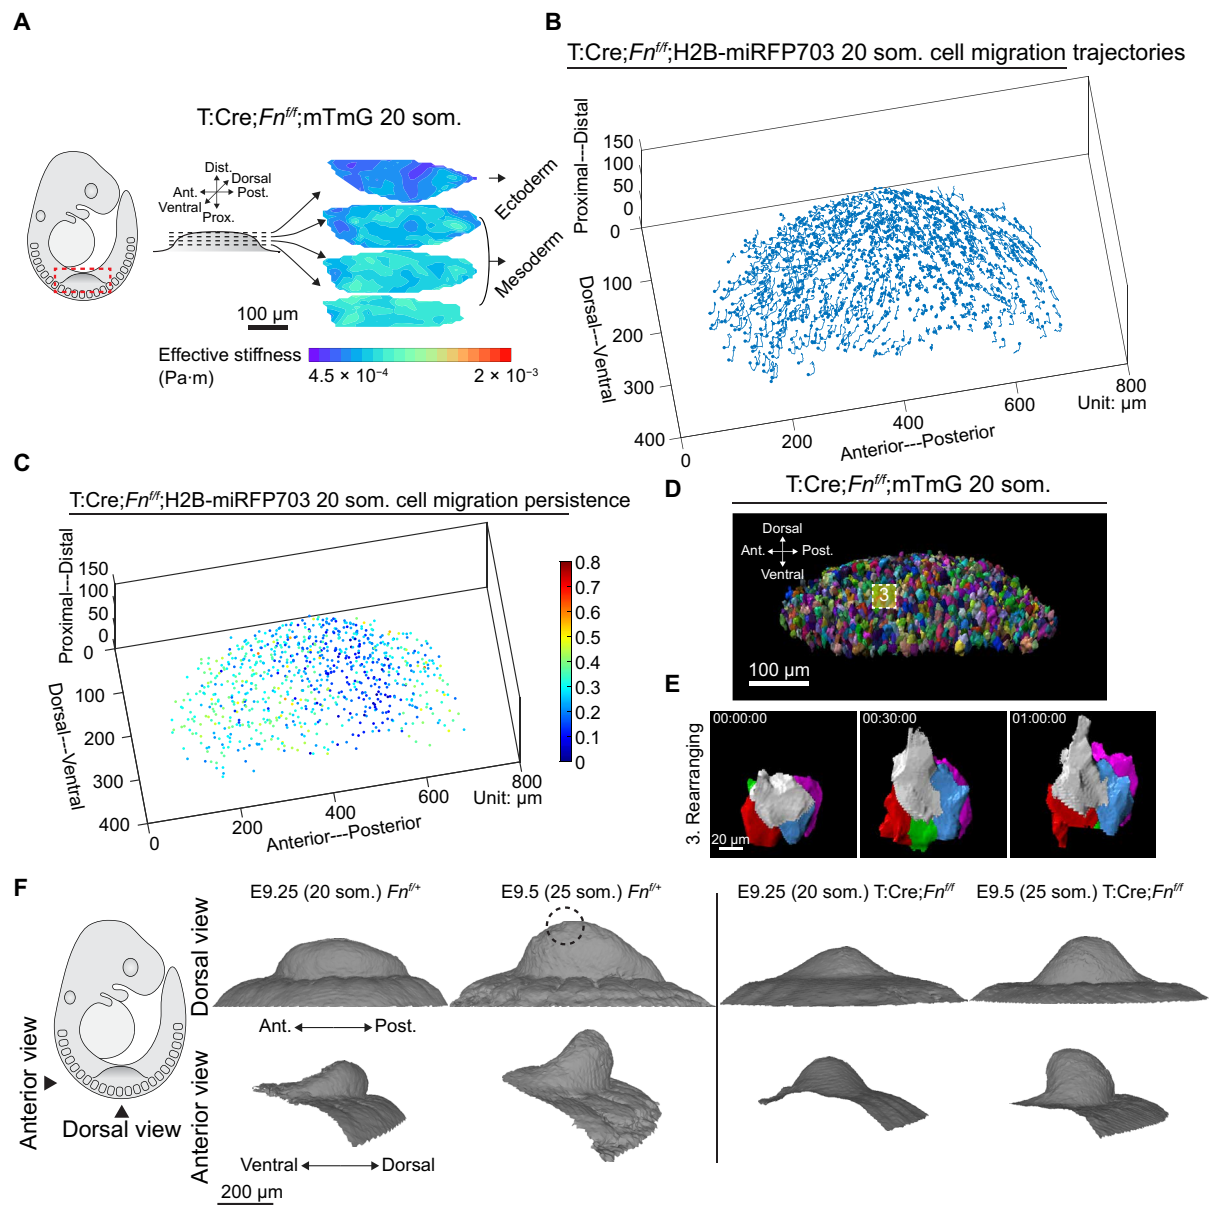 A
T:Cre;Fn^f/f;mTmG 20 som.
Dist.
Dorsal
Ant.
Post.
Ventral
Prox.
Ectoderm
Mesoderm
100 µm
Effective stiffness
(Pa·m)
4.5 × 10⁻⁴
2 × 10⁻³
B
T:Cre;Fn^f/f;H2B-miRFP703 20 som. cell migration trajectories
Proximal---Distal
150
100
50
0
0
100
200
300
400
Dorsal---Ventral
0
200
400
600
800
Anterior---Posterior
Unit: µm
C
T:Cre;Fn^f/f;H2B-miRFP703 20 som. cell migration persistence
Proximal---Distal
150
100
50
0
0
100
200
300
400
Dorsal---Ventral
0
200
400
600
800
Anterior---Posterior
Unit: µm
0.8
0.7
0.6
0.5
0.4
0.3
0.2
0.1
0
D
T:Cre;Fn^f/f;mTmG 20 som.
Dorsal
Ant.
Post.
Ventral
3
100 µm
E
3. Rearranging
00:00:00
00:30:00
01:00:00
20 µm
F
E9.25 (20 som.) Fn^f/+
E9.5 (25 som.) Fn^f/+
E9.25 (20 som.) T:Cre;Fn^f/f
E9.5 (25 som.) T:Cre;Fn^f/f
Dorsal view
Ant.
Post.
Anterior view
Dorsal view
Anterior view
Ventral
Dorsal
200 µm